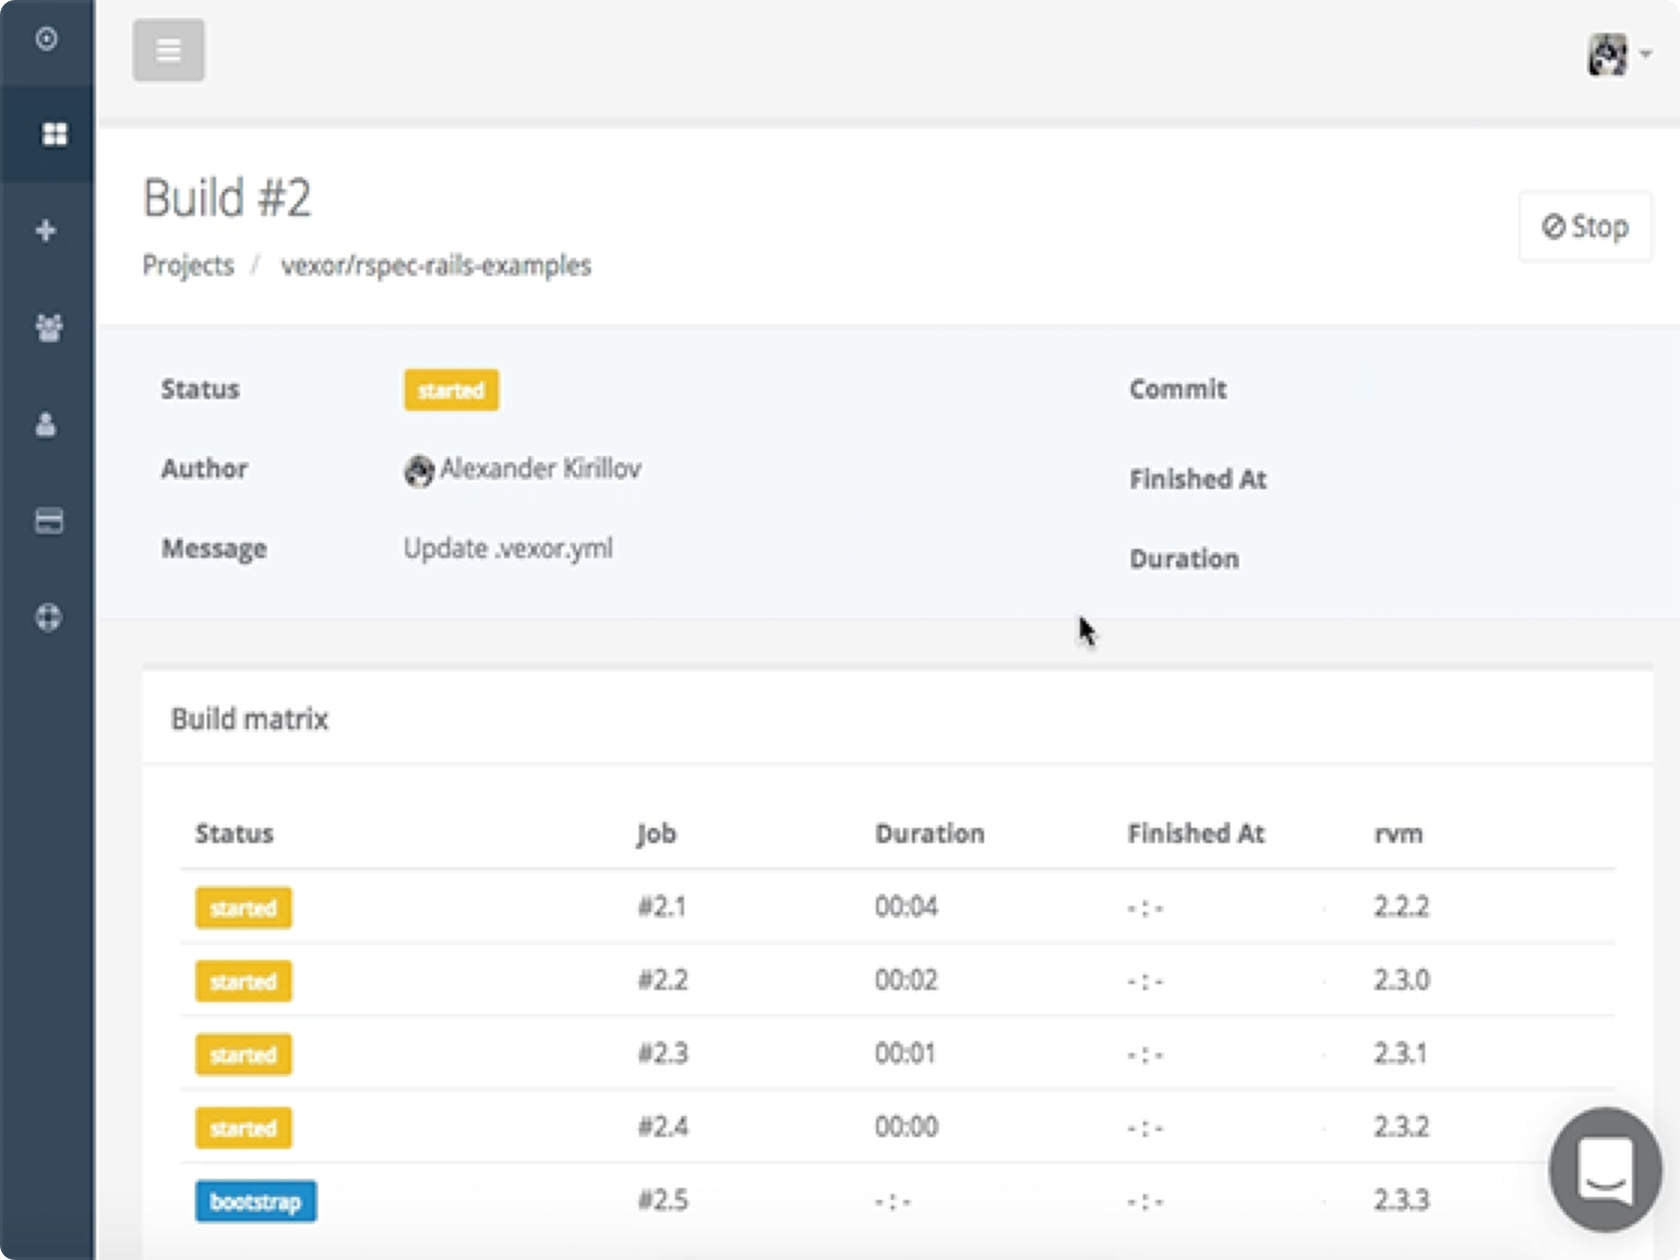 Build #2
Stop
Projects / vexor/rspec-rails-examples
Status started Commit
Author Alexander Kirillov Finished At
Message Update .vexor.yml Duration
Build matrix
Status Job Duration Finished At rvm
started #2.1 00:04 -:- 2.2.2
started #2.2 00:02 -:- 2.3.0
started #2.3 00:01 -:- 2.3.1
started #2.4 00:00 -:- 2.3.2
bootstrap #2.5 -:- -:- 2.3.3